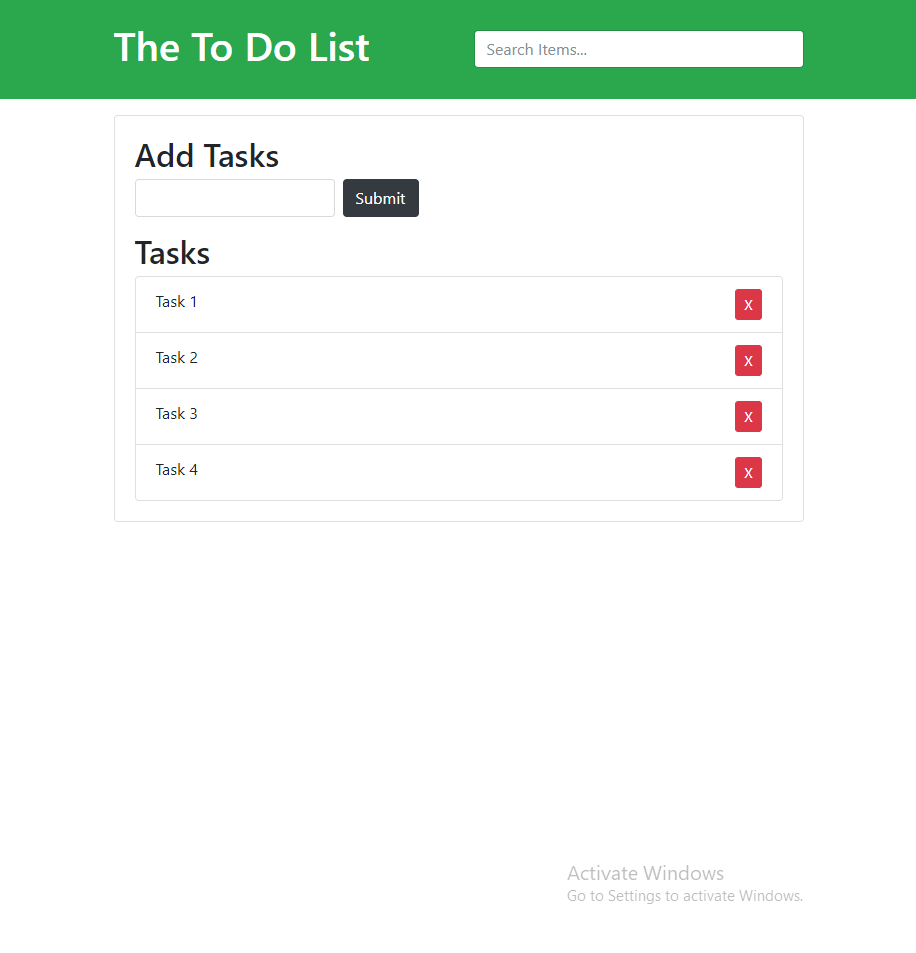 The To Do List
Search Items...
Add Tasks
Submit
Tasks
Task 1
X
Task 2
X
Task 3
X
Task 4
X
Activate Windows
Go to Settings to activate Windows.